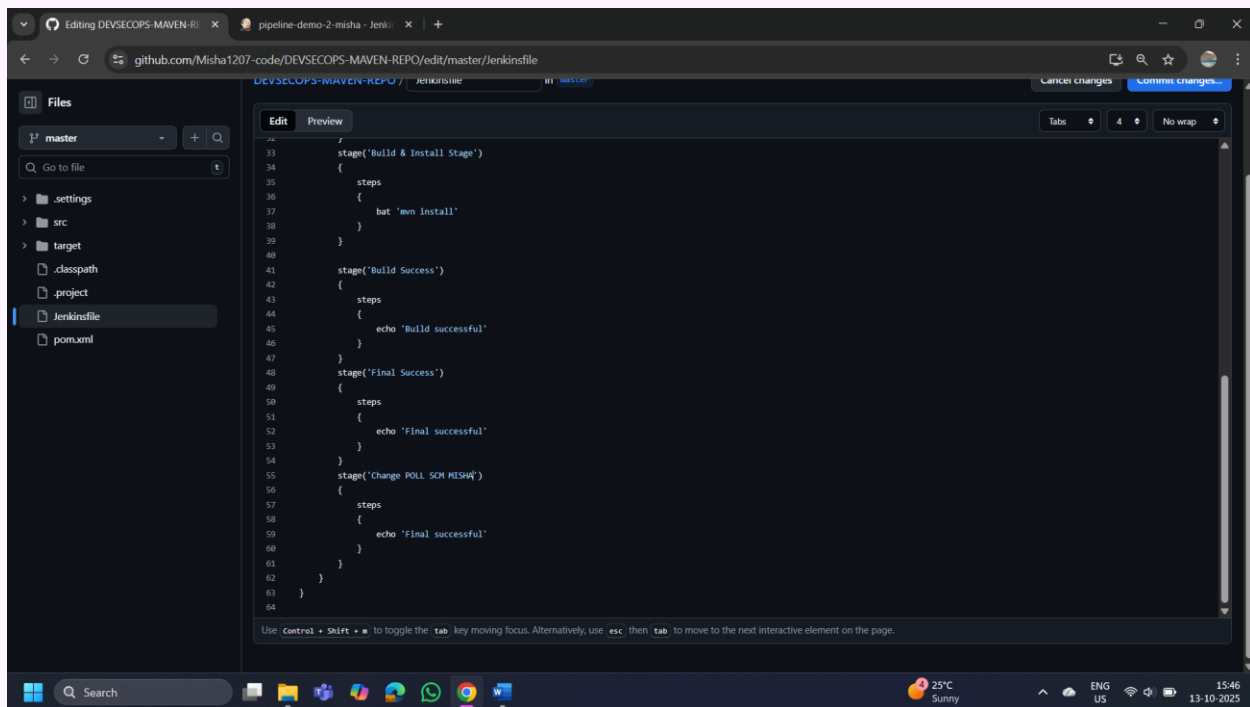 Editing DEVSECOPS-MAVEN-RE
pipeline-demo-2-misha - Jenki
github.com/Misha1207-code/DEVSECOPS-MAVEN-REPO/edit/master/Jenkinsfile
DEVSECOPS-MAVEN-REPO / Jenkinsfile in master
Cancel changes
Commit changes...
Files
master
Go to file t
.settings
src
target
.classpath
.project
Jenkinsfile
pom.xml
Edit Preview
Tabs 4 No wrap
32 }
33 stage('Build & Install Stage')
34 {
35 steps
36 {
37 bat 'mvn install'
38 }
39 }
40
41 stage('Build Success')
42 {
43 steps
44 {
45 echo 'Build successful'
46 }
47 }
48 stage('Final Success')
49 {
50 steps
51 {
52 echo 'Final successful'
53 }
54 }
55 stage('Change POLL SCM MISHA')
56 {
57 steps
58 {
59 echo 'Final successful'
60 }
61 }
62 }
63 }
64
Use Control + Shift + m to toggle the tab key moving focus. Alternatively, use esc then tab to move to the next interactive element on the page.
Search
4
25°C
Sunny
ENG
US
15:46
13-10-2025